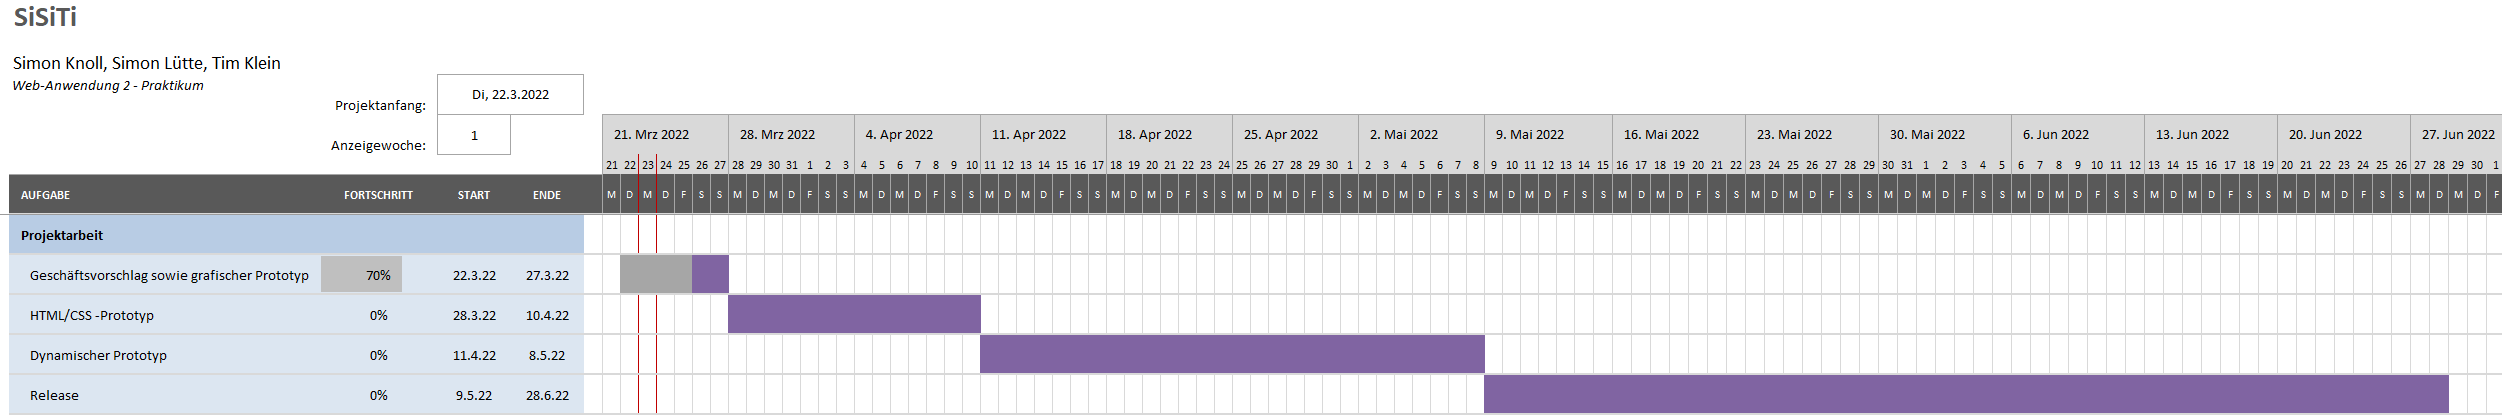 SiSiTi
Simon Knoll, Simon Lütte, Tim Klein
Web-Anwendung 2 - Praktikum
Projektanfang: Di, 22.3.2022
Anzeigewoche: 1
21. Mrz 2022 28. Mrz 2022 4. Apr 2022 11. Apr 2022 18. Apr 2022 25. Apr 2022 2. Mai 2022 9. Mai 2022 16. Mai 2022 23. Mai 2022 30. Mai 2022 6. Jun 2022 13. Jun 2022 20. Jun 2022 27. Jun 2022
21 22 23 24 25 26 27 28 29 30 31 1 2 3 4 5 6 7 8 9 10 11 12 13 14 15 16 17 18 19 20 21 22 23 24 25 26 27 28 29 30 1 2 3 4 5 6 7 8 9 10 11 12 13 14 15 16 17 18 19 20 21 22 23 24 25 26 27 28 29 30 31 1 2 3 4 5 6 7 8 9 10 11 12 13 14 15 16 17 18 19 20 21 22 23 24 25 26 27 28 29 30 1
AUFGABE FORTSCHRITT START ENDE M D M D F S S M D M D F S S M D M D F S S M D M D F S S M D M D F S S M D M D F S S M D M D F S S M D M D F S S M D M D F S S M D M D F S S M D M D F S S M D M D F S S M D M D F S S M D M D F S S M D M D F
Projektarbeit
Geschäftsvorschlag sowie grafischer Prototyp 70% 22.3.22 27.3.22
HTML/CSS -Prototyp 0% 28.3.22 10.4.22
Dynamischer Prototyp 0% 11.4.22 8.5.22
Release 0% 9.5.22 28.6.22